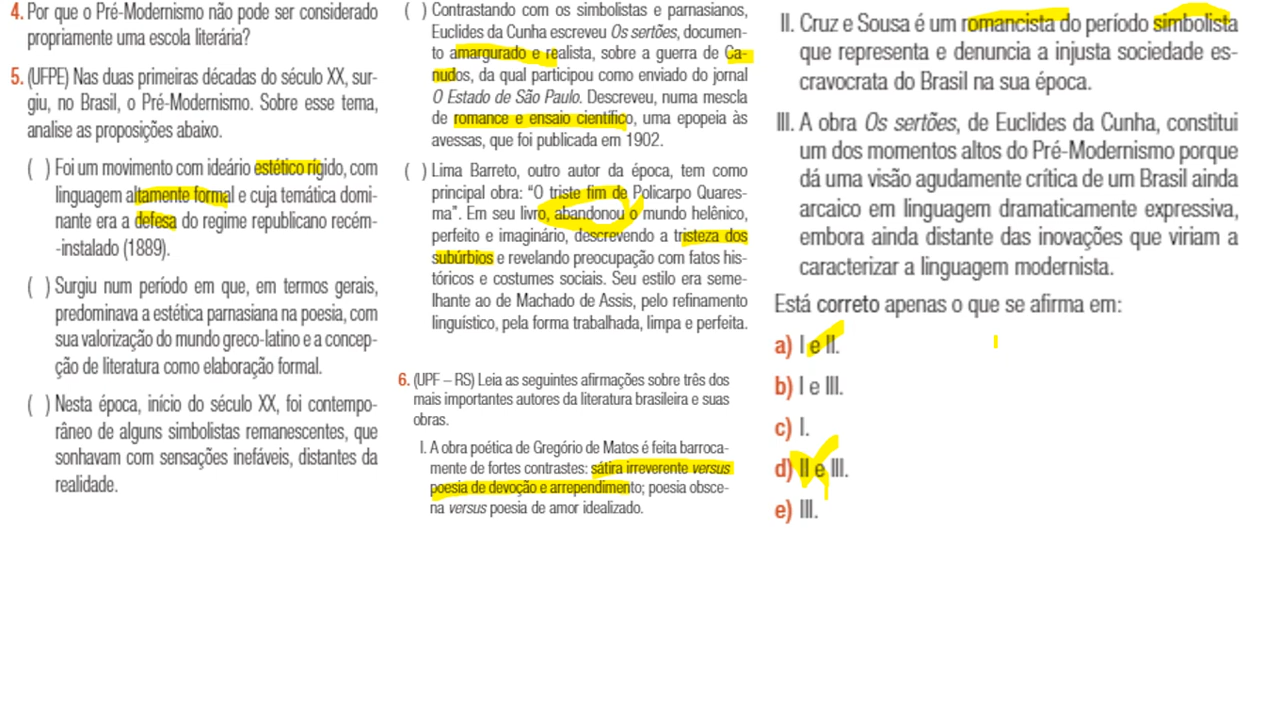 4. Por que o Pré-Modernismo não pode ser considerado
propriamente uma escola literária?
5. (UFPE) Nas duas primeiras décadas do século XX, sur-
giu, no Brasil, o Pré-Modernismo. Sobre esse tema,
analise as proposições abaixo.
( ) Foi um movimento com ideário estético rígido, com
linguagem altamente formal e cuja temática domi-
nante era a defesa do regime republicano recém-
-instalado (1889).
( ) Surgiu num período em que, em termos gerais,
predominava a estética parnasiana na poesia, com
sua valorização do mundo greco-latino e a concep-
ção de literatura como elaboração formal.
( ) Nesta época, início do século XX, foi contempo-
râneo de alguns simbolistas remanescentes, que
sonhavam com sensações inefáveis, distantes da
realidade.
( ) Contrastando com os simbolistas e parnasianos,
Euclides da Cunha escreveu Os sertões, documen-
to amargurado e realista, sobre a guerra de Ca-
nudos, da qual participou como enviado do jornal
O Estado de São Paulo. Descreveu, numa mescla
de romance e ensaio científico, uma epopeia às
avessas, que foi publicada em 1902.
( ) Lima Barreto, outro autor da época, tem como
principal obra: “O triste fim de Policarpo Quares-
ma”. Em seu livro, abandonou o mundo helênico,
perfeito e imaginário, descrevendo a tristeza dos
subúrbios e revelando preocupação com fatos his-
tóricos e costumes sociais. Seu estilo era seme-
lhante ao de Machado de Assis, pelo refinamento
linguístico, pela forma trabalhada, limpa e perfeita.
6. (UPF – RS) Leia as seguintes afirmações sobre três dos
mais importantes autores da literatura brasileira e suas
obras.
I. A obra poética de Gregório de Matos é feita barroca-
mente de fortes contrastes: sátira irreverente versus
poesia de devoção e arrependimento; poesia obsce-
na versus poesia de amor idealizado.
II. Cruz e Sousa é um romancista do período simbolista
que representa e denuncia a injusta sociedade es-
cravocrata do Brasil na sua época.
III. A obra Os sertões, de Euclides da Cunha, constitui
um dos momentos altos do Pré-Modernismo porque
dá uma visão agudamente crítica de um Brasil ainda
arcaico em linguagem dramaticamente expressiva,
embora ainda distante das inovações que viriam a
caracterizar a linguagem modernista.
Está correto apenas o que se afirma em:
a) I e II.
b) I e III.
c) I.
d) II e III.
e) III.